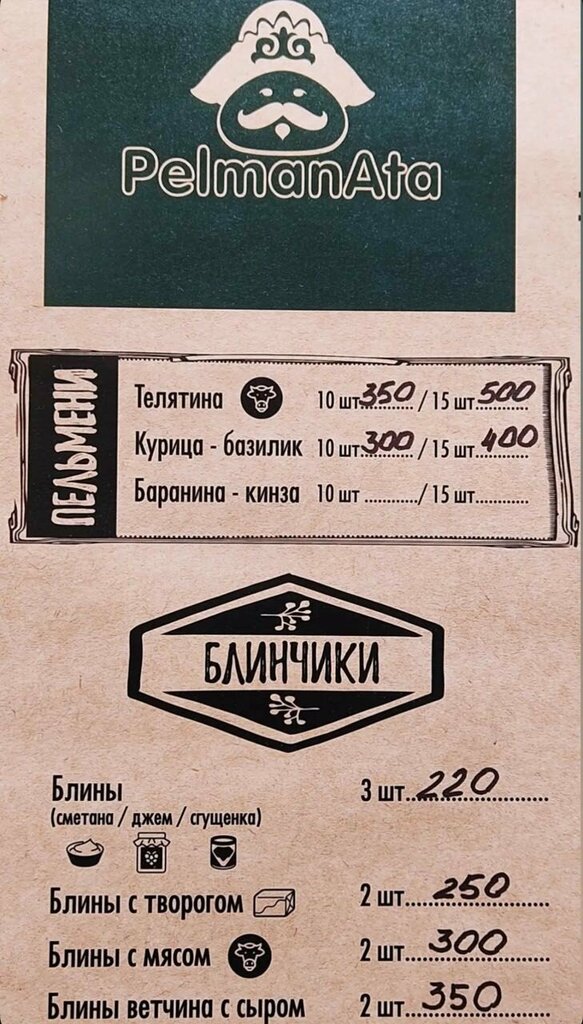 PelmanAta
ПЕЛЬМЕНИ
Телятина 10 шт.350....../15 шт.500......
Курица - базилик 10 шт.300....../15 шт.400......
Баранина - кинза 10 шт ............/15 шт............
БЛИНЧИКИ
Блины 3 шт...220............
(сметана / джем / сгущенка)
Блины с творогом 2 шт....250............
Блины с мясом 2 шт...300............
Блины ветчина с сыром 2 шт..350............